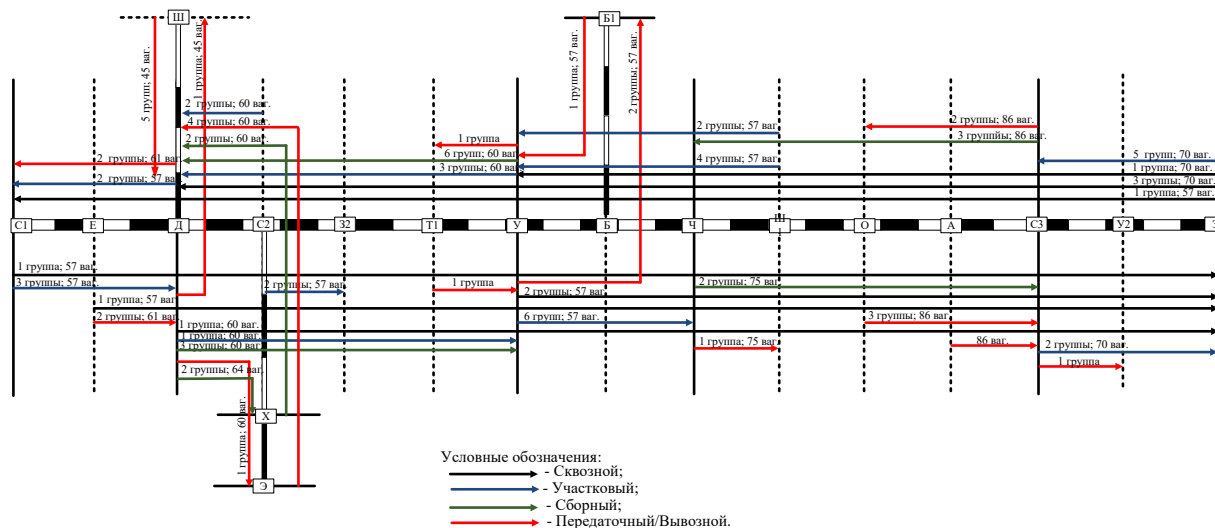 Ш
Б1
5 групп; 45 ваг.
1 группа; 45 ваг.
1 группа; 57 ваг.
2 группы; 57 ваг.
2 группы; 60 ваг.
4 группы; 60 ваг.
2 группы; 60 ваг.
1 группа
6 групп; 60 ваг.
3 группы; 60 ваг.
2 группы; 57 ваг.
4 группы; 57 ваг.
2 группы; 86 ваг.
3 группйы; 86 ваг.
5 групп; 70 ваг.
1 группа; 70 ваг.
3 группы; 70 ваг.
1 группа; 57 ваг.
2 группы; 61 ваг.
2 группы; 57 ваг.
С1 Е Д С2 З2 Т1 У Б Ч О А С3 У2
1 группа; 57 ваг.
3 группы; 57 ваг.
1 группа; 57 ваг.
2 группы; 61 ваг.
2 группы; 57 ваг.
1 группа; 60 ваг.
1 группа; 60 ваг.
3 группы; 60 ваг.
2 группы; 64 ваг.
1 группа; 60 ваг.
1 группа
2 группы; 57 ваг.
6 групп; 57 ваг.
2 группы; 75 ваг.
1 группа; 75 ваг.
3 группы; 86 ваг.
86 ваг.
2 группы; 70 ваг.
1 группа
Х
Э
Условные обозначения:
- Сквозной;
- Участковый;
- Сборный;
- Передаточный/Вывозной.